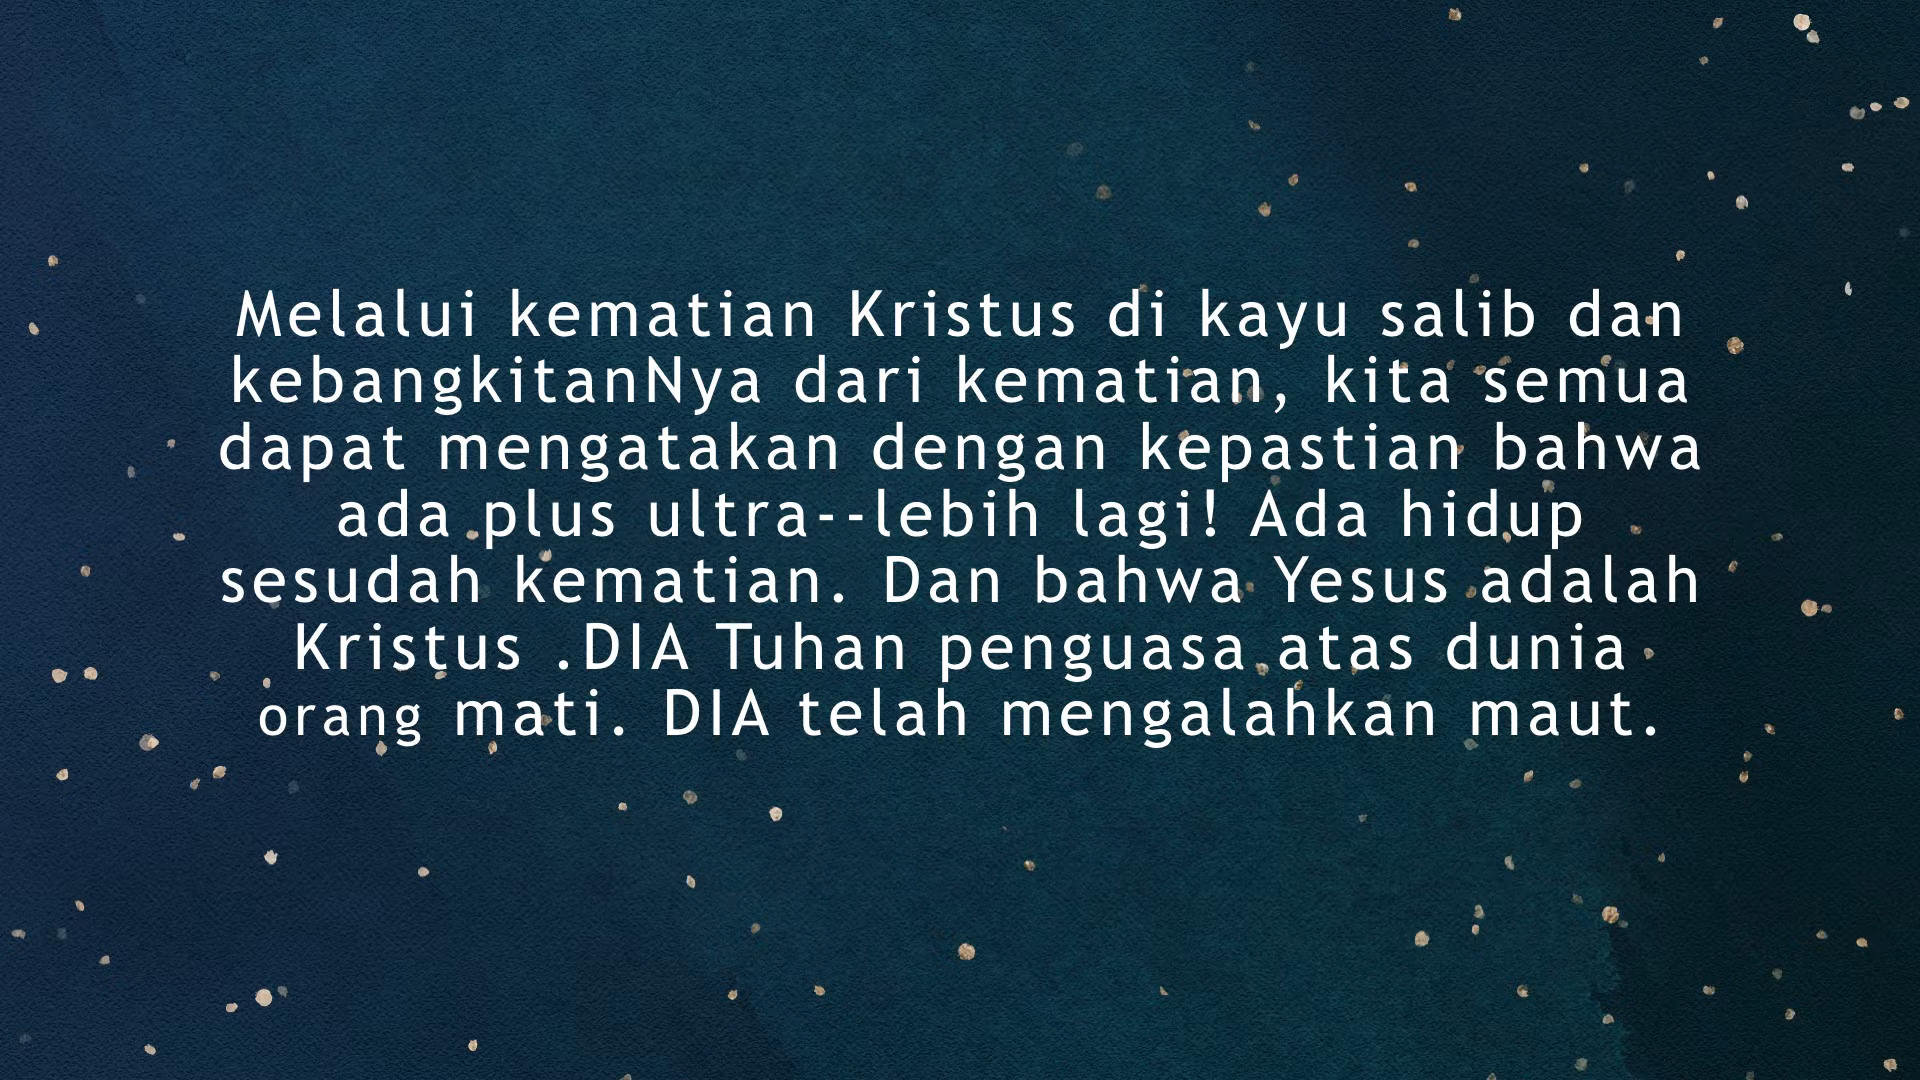 Melalui kematian Kristus di kayu salib dan
kebangkitanNya dari kematian, kita semua
dapat mengatakan dengan kepastian bahwa
ada plus ultra--lebih lagi! Ada hidup
sesudah kematian. Dan bahwa Yesus adalah
Kristus .DIA Tuhan penguasa atas dunia
orang mati. DIA telah mengalahkan maut.